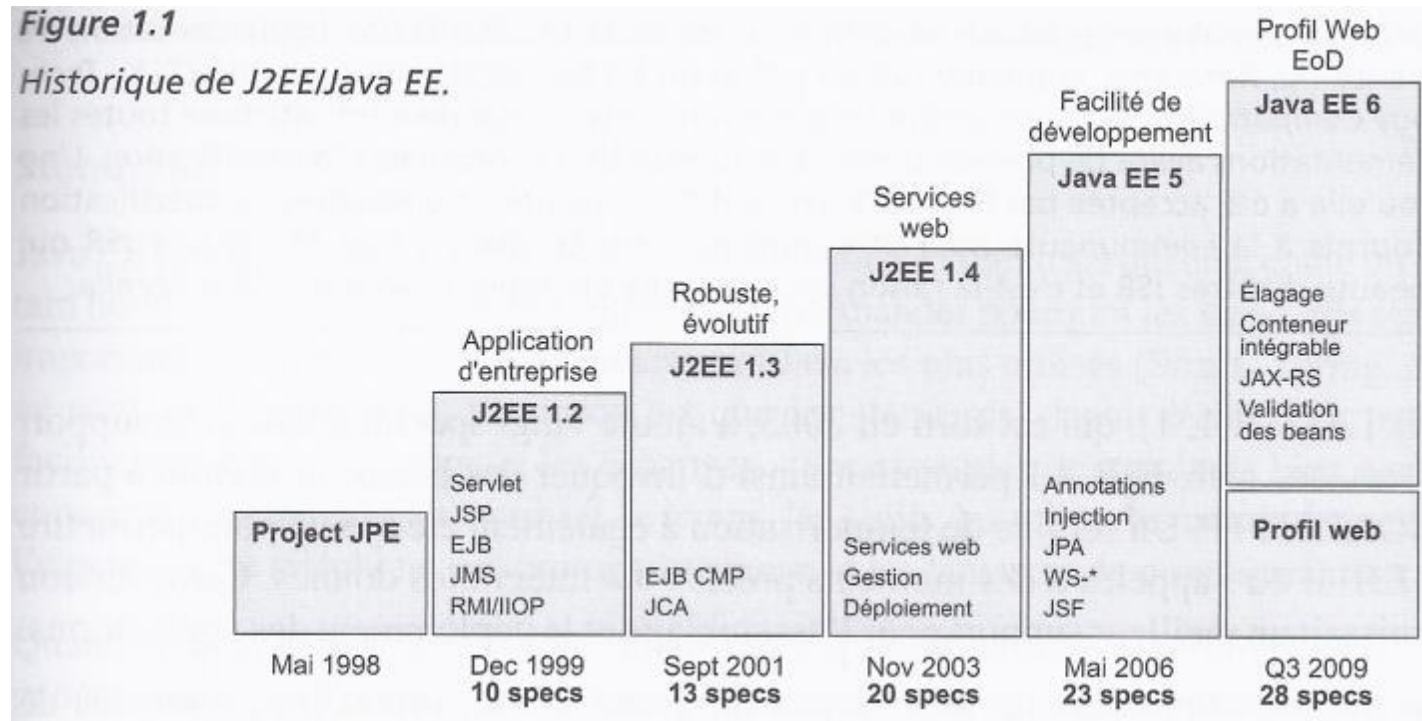 Figure 1.1
Historique de J2EE/Java EE.
Project JPE
Mai 1998
Application
d'entreprise
J2EE 1.2
Servlet
JSP
EJB
JMS
RMI/IIOP
Dec 1999
10 specs
Robuste,
évolutif
J2EE 1.3
EJB CMP
JCA
Sept 2001
13 specs
Services
web
J2EE 1.4
Services web
Gestion
Déploiement
Nov 2003
20 specs
Facilité de
développement
Java EE 5
Annotations
Injection
JPA
WS-*
JSF
Mai 2006
23 specs
Profil Web
EoD
Java EE 6
Élagage
Conteneur
intégrable
JAX-RS
Validation
des beans
Profil web
Q3 2009
28 specs